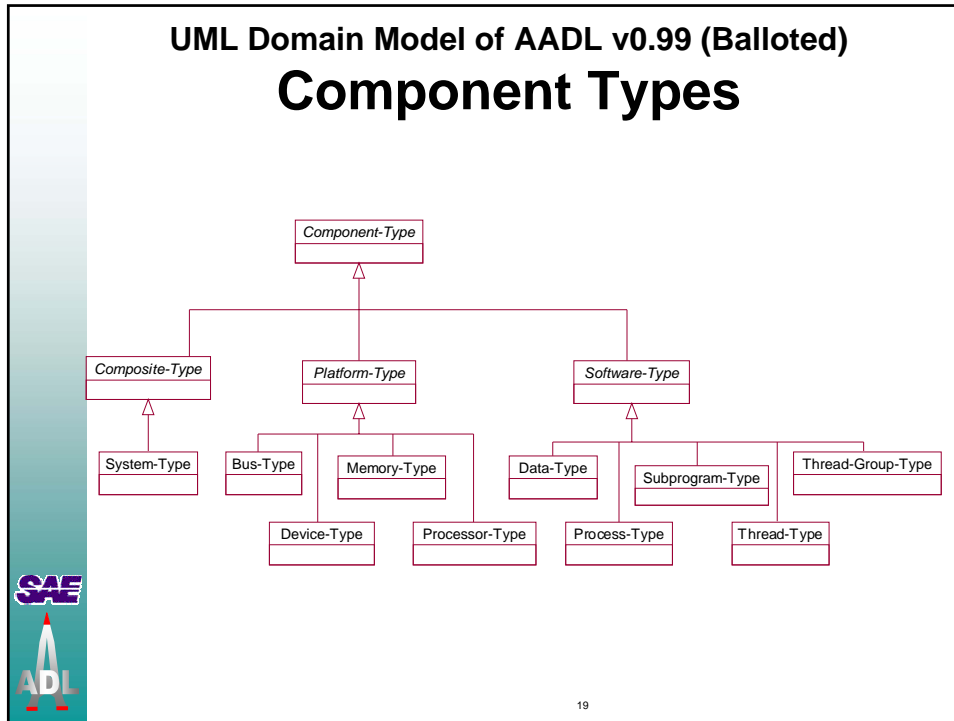 UML Domain Model of AADL v0.99 (Balloted)
Component Types
Component-Type
Composite-Type
Platform-Type
Software-Type
System-Type
Bus-Type
Memory-Type
Data-Type
Subprogram-Type
Thread-Group-Type
Device-Type
Processor-Type
Process-Type
Thread-Type
SAE
ADL
19